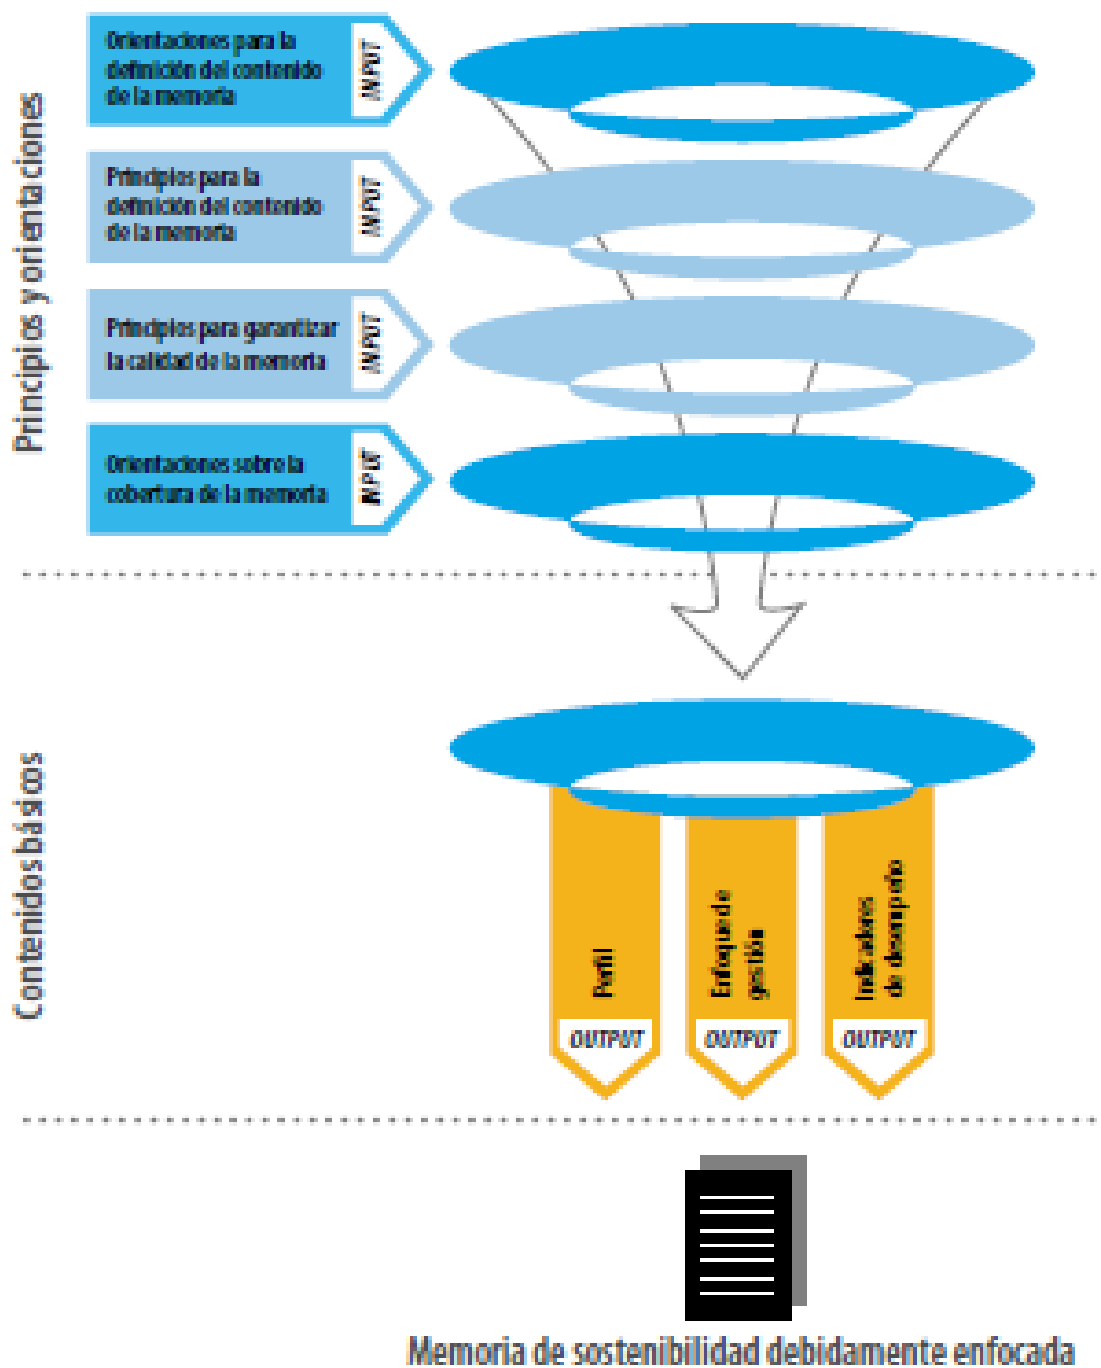 Principios y orientaciones
Orientaciones para la
definición del contenido
de la memoria
INPUT
Principios para la
definición del contenido
de la memoria
INPUT
Principios para garantizar
la calidad de la memoria
INPUT
Orientaciones sobre la
cobertura de la memoria
INPUT
Contenidos básicos
Perfil
OUTPUT
Enfoque de
gestión
OUTPUT
Indicadores
de desempeño
OUTPUT
Memoria de sostenibilidad debidamente enfocada